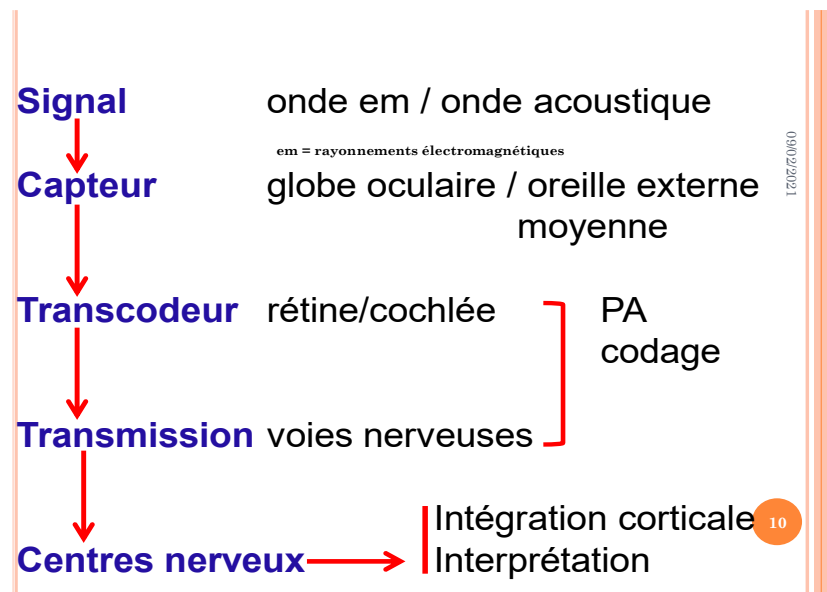 Signal onde em / onde acoustique
em = rayonnements électromagnétiques
09/02/2021
Capteur globe oculaire / oreille externe
moyenne
Transcodeur rétine/cochlée PA
codage
Transmission voies nerveuses
Intégration corticale
10
Centres nerveux Interprétation